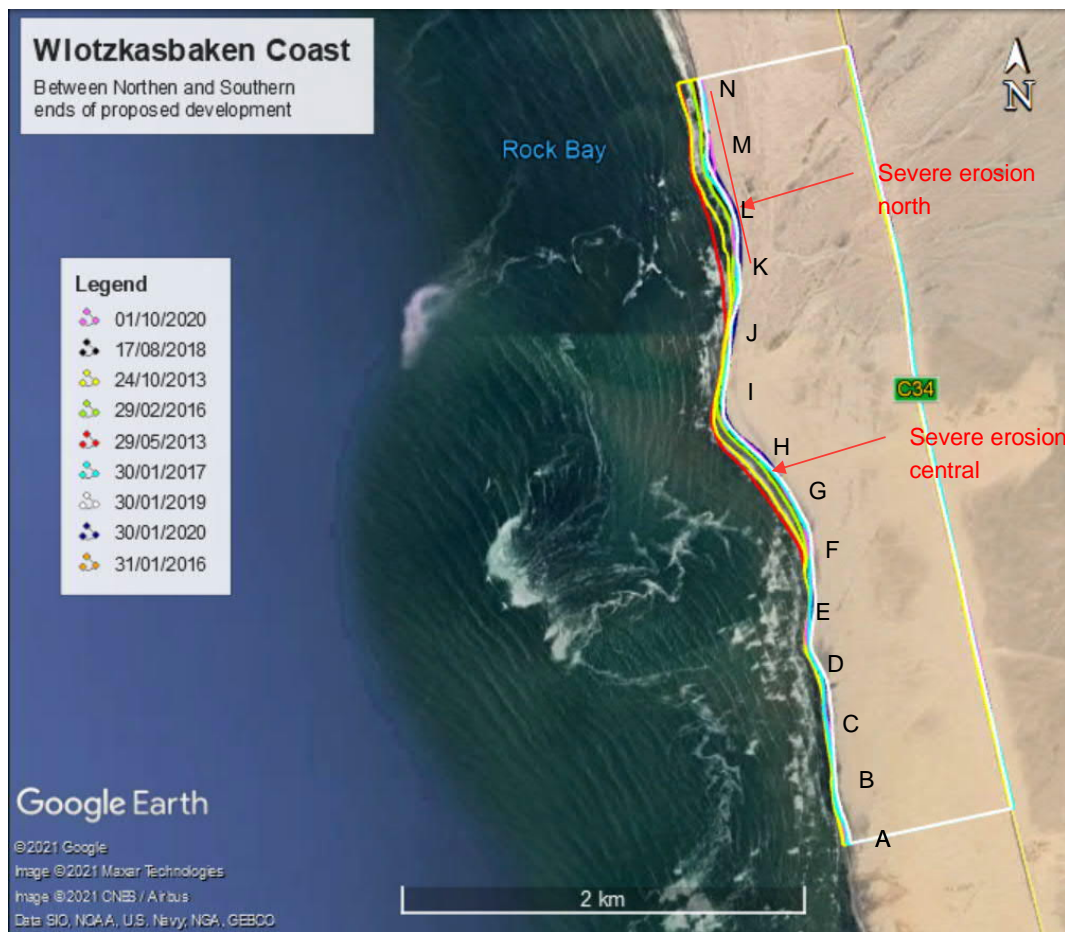 Wlotzkasbaken Coast
Between Northen and Southern
ends of proposed development
N
N
M
Rock Bay
Severe erosion
north
L
K
Legend
01/10/2020
17/08/2018
24/10/2013
29/02/2016
29/05/2013
30/01/2017
30/01/2019
30/01/2020
31/01/2016
J
I
C34
Severe erosion
central
H
G
F
E
D
C
B
A
Google Earth
©2021 Google
Image ©2021 Maxar Technologies
Image ©2021 CNES / Airbus
Data SIO, NOAA, U.S. Navy, NGA, GEBCO
2 km